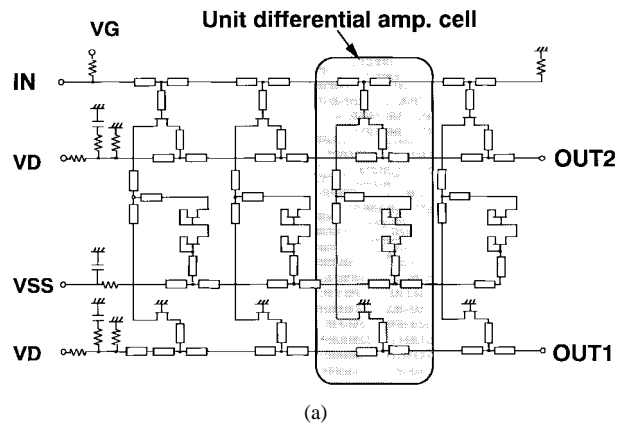 Unit differential amp. cell
VG
IN
VD
OUT2
VSS
VD
OUT1
(a)